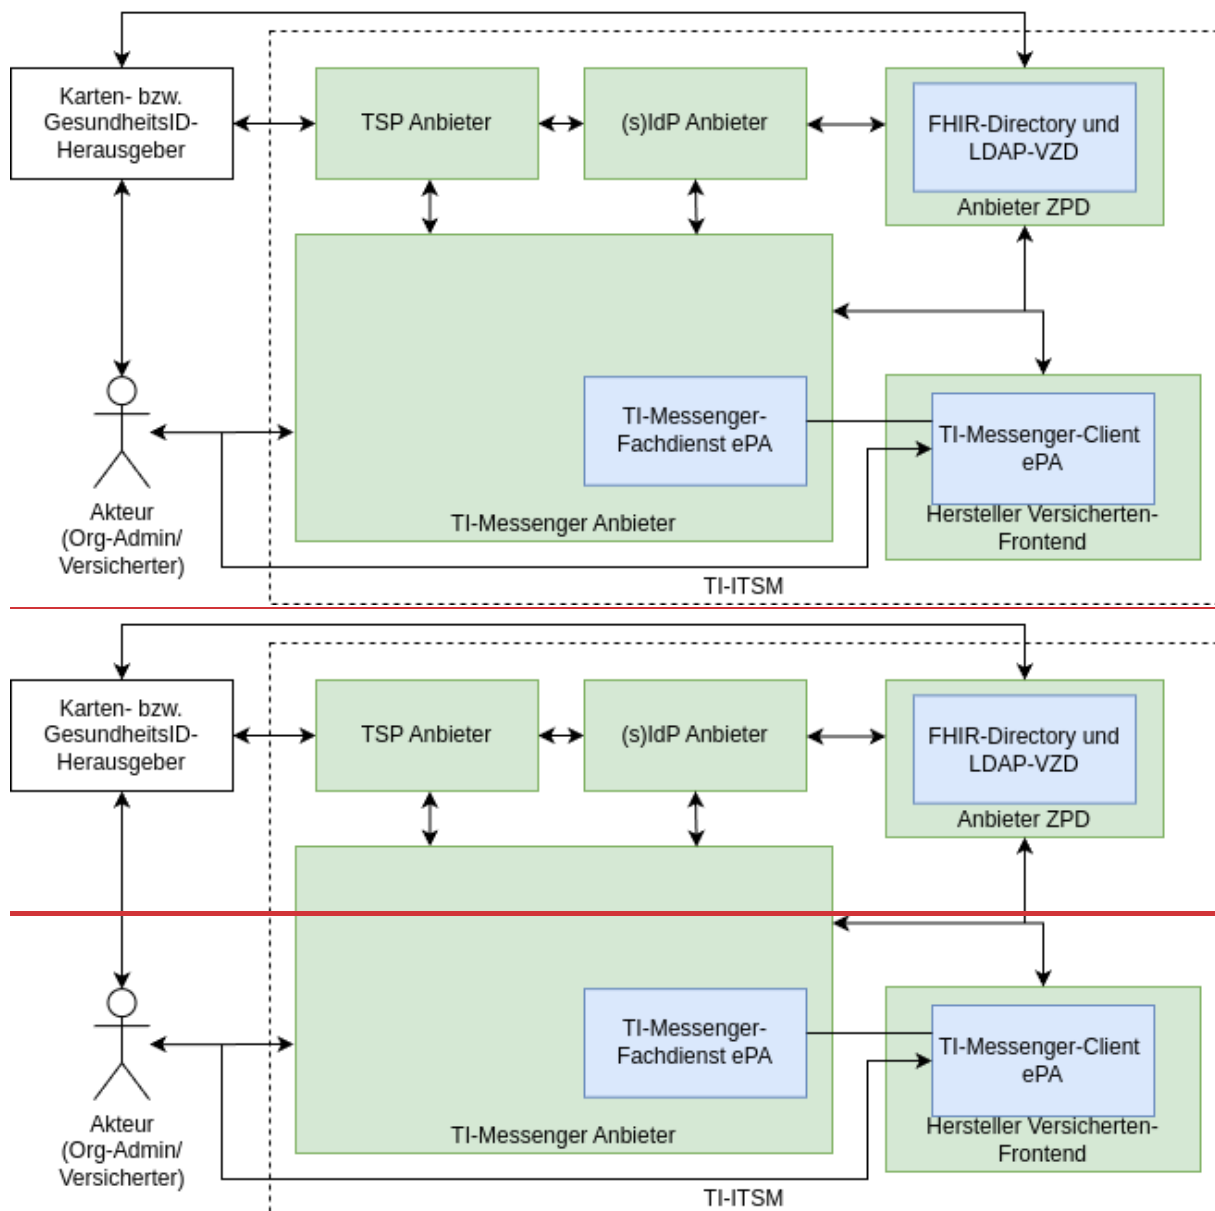 Karten- bzw.
GesundheitsID-
Herausgeber
TSP Anbieter
(s)IdP Anbieter
FHIR-Directory und
LDAP-VZD
Anbieter ZPD
TI-Messenger-
Fachdienst ePA
TI-Messenger Anbieter
TI-Messenger-Client
ePA
Hersteller Versicherten-
Frontend
Akteur
(Org-Admin/
Versicherter)
TI-ITSM
Karten- bzw.
GesundheitsID-
Herausgeber
TSP Anbieter
(s)IdP Anbieter
FHIR-Directory und
LDAP-VZD
Anbieter ZPD
TI-Messenger-
Fachdienst ePA
TI-Messenger Anbieter
TI-Messenger-Client
ePA
Hersteller Versicherten-
Frontend
Akteur
(Org-Admin/
Versicherter)
TI-ITSM